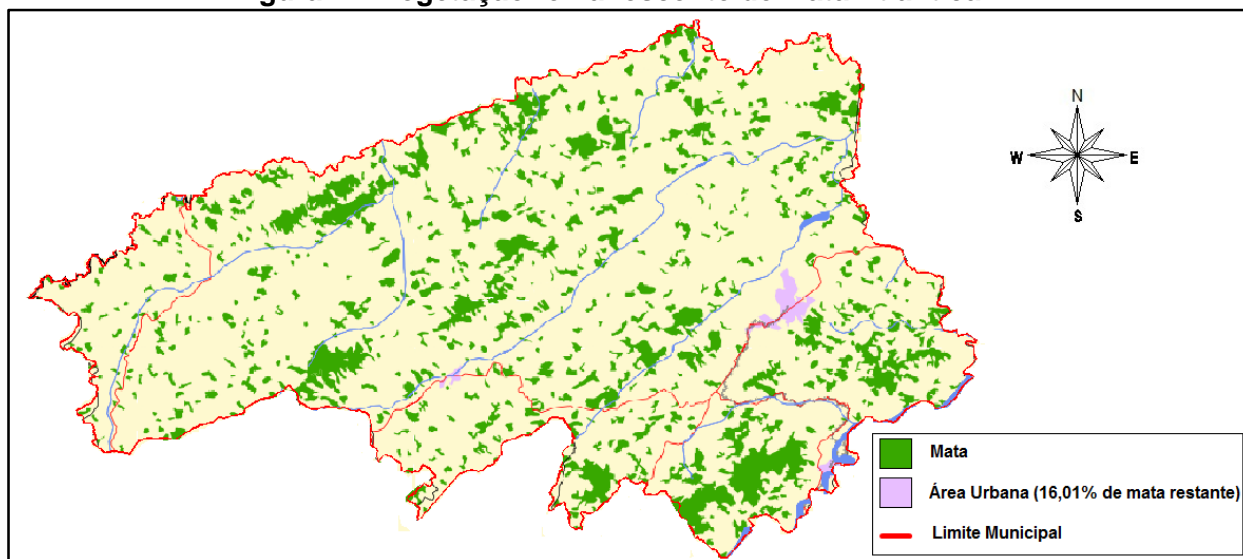 N
W
E
S
Mata
Área Urbana (16,01% de mata restante)
Limite Municipal